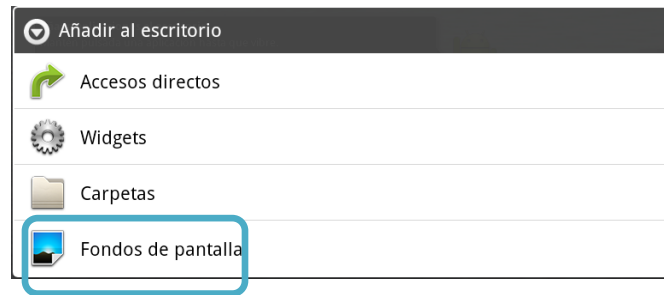 Añadir al escritorio
Accesos directos
Widgets
Carpetas
Fondos de pantalla